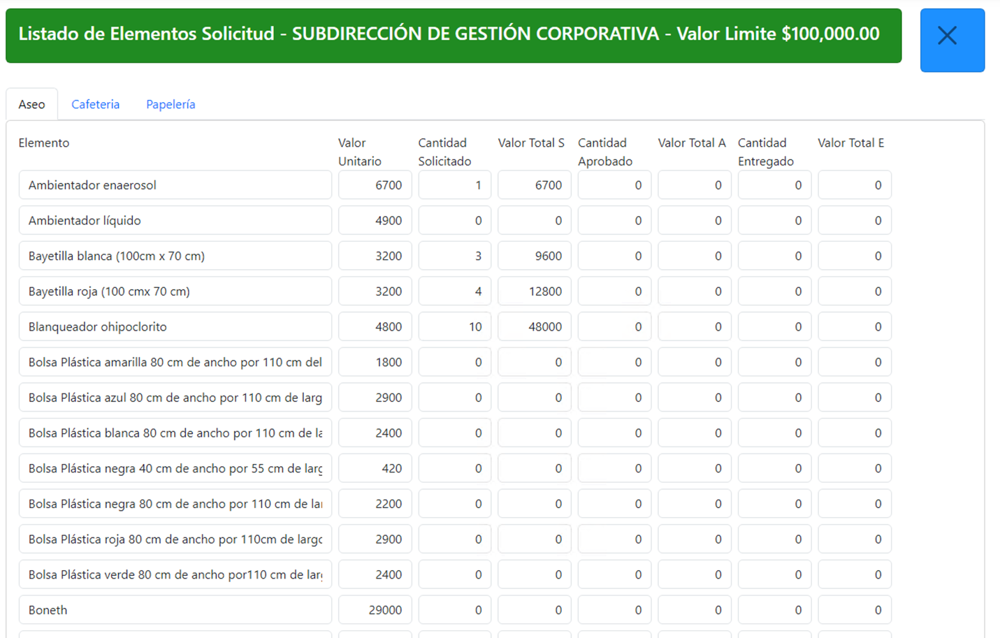 Listado de Elementos Solicitud - SUBDIRECCIÓN DE GESTIÓN CORPORATIVA - Valor Limite $100,000.00
Aseo Cafeteria Papelería
Elemento Valor Unitario Cantidad Solicitado Valor Total S Cantidad Aprobado Valor Total A Cantidad Entregado Valor Total E
Ambientador enaerosol 6700 1 6700 0 0 0 0
Ambientador líquido 4900 0 0 0 0 0 0
Bayetilla blanca (100cm x 70 cm) 3200 3 9600 0 0 0 0
Bayetilla roja (100 cmx 70 cm) 3200 4 12800 0 0 0 0
Blanqueador ohipoclorito 4800 10 48000 0 0 0 0
Bolsa Plástica amarilla 80 cm de ancho por 110 cm del 1800 0 0 0 0 0 0
Bolsa Plástica azul 80 cm de ancho por 110 cm de larg 2900 0 0 0 0 0 0
Bolsa Plástica blanca 80 cm de ancho por 110 cm de la 2400 0 0 0 0 0 0
Bolsa Plástica negra 40 cm de ancho por 55 cm de larg 420 0 0 0 0 0 0
Bolsa Plástica negra 80 cm de ancho por 110 cm de la 2200 0 0 0 0 0 0
Bolsa Plástica roja 80 cm de ancho por 110cm de largo 2900 0 0 0 0 0 0
Bolsa Plástica verde 80 cm de ancho por110 cm de lar 2400 0 0 0 0 0 0
Boneth 29000 0 0 0 0 0 0